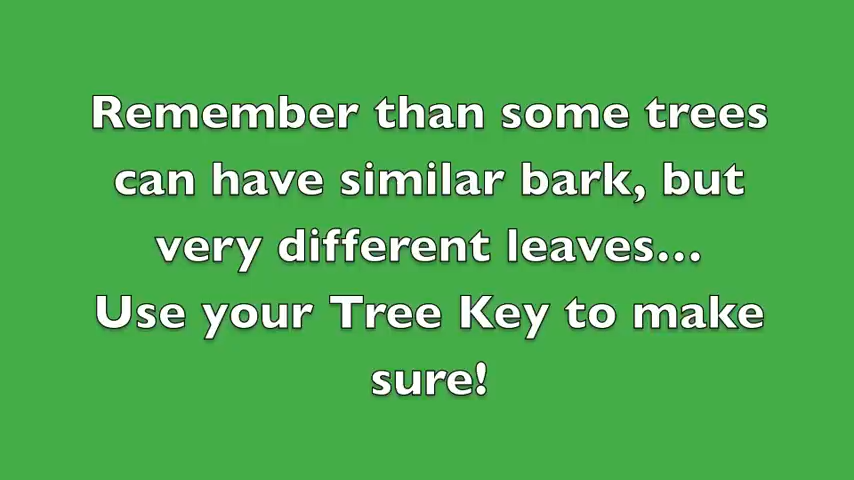 Remember than some trees
can have similar bark, but
very different leaves...
Use your Tree Key to make
sure!